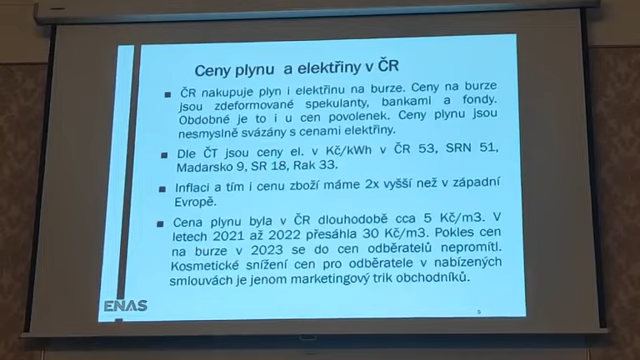 Ceny plynu a elektřiny v ČR
■ ČR nakupuje plyn i elektřinu na burze. Ceny na burze
jsou zdeformované spekulanty, bankami a fondy.
Obdobné je to i u cen povolenek. Ceny plynu jsou
nesmyslně svázány s cenami elektřiny.
■ Dle ČT jsou ceny el. v Kč/kWh v ČR 53, SRN 51,
Madarsko 9, SR 18, Rak 33.
■ Inflaci a tím i cenu zboží máme 2x vyšší než v západní
Evropě.
■ Cena plynu byla v ČR dlouhodobě cca 5 Kč/m3. V
letech 2021 až 2022 přesáhla 30 Kč/m3. Pokles cen
na burze v 2023 se do cen odběratelů nepromítl.
Kosmetické snížení cen pro odběratele v nabízených
smlouvách je jenom marketingový trik obchodníků.
ENAS
5